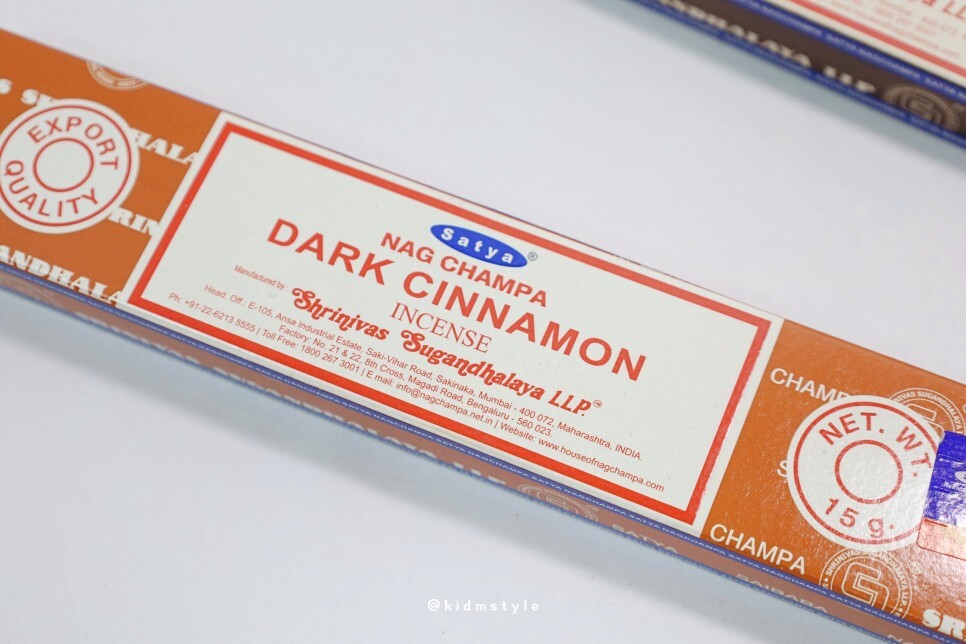 EXPORT
QUALITY
Satya®
NAG CHAMPA
DARK CINNAMON
INCENSE
Manufactured by :
Shrinivas Sugandhalaya LLP.™
Head. Off : E-105, Ansa Industrial Estate, Saki-Vihar Road, Sakinaka, Mumbai - 400 072, Maharashtra, INDIA.
Factory: No. 21 & 22, 8th Cross, Magadi Road, Bengaluru - 560 023.
Ph: +91-22-6213 5555 | Toll Free: 1800 267 3001 | E mail: info@nagchampa.net.in | Website: www.houseofnagchampa.com
CHAMPA
NET. WT.
15 g.
CHAMPA
@kidmstyle